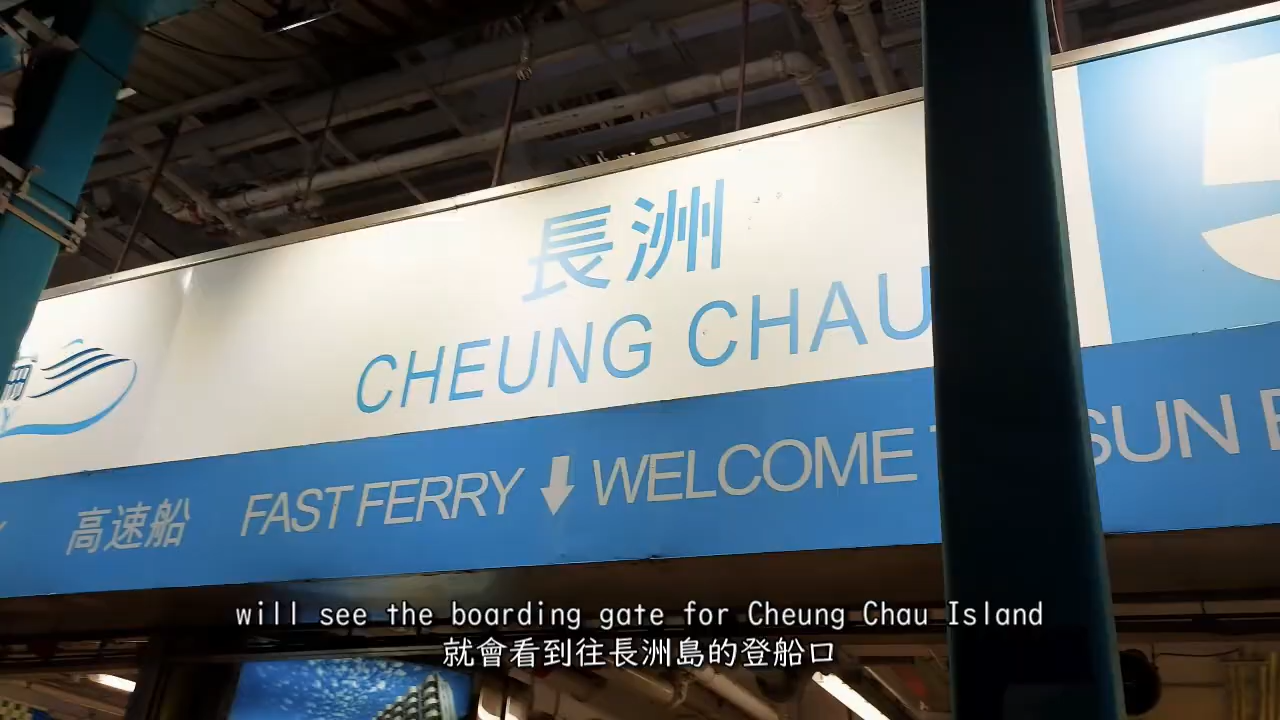 長洲
CHEUNG CHAU
高速船 FAST FERRY ↓ WELCOME SUN
will see the boarding gate for Cheung Chau Island
就會看到往長洲島的登船口